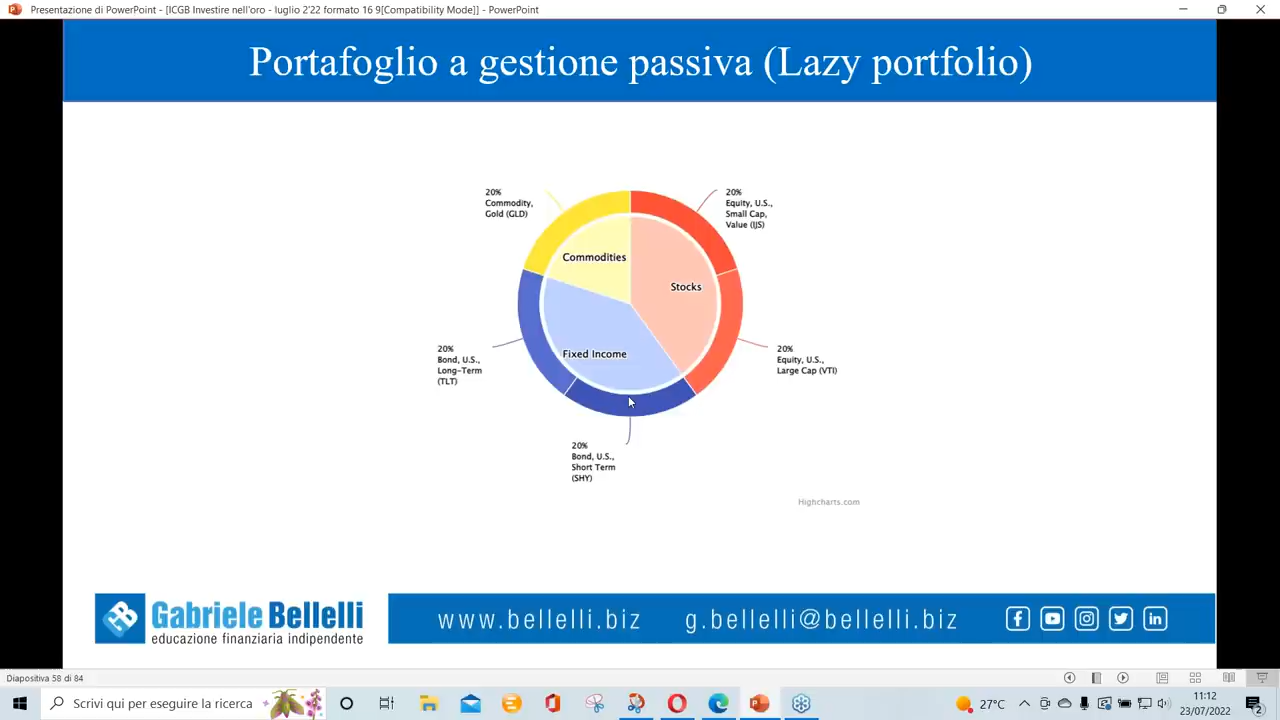 Presentazione di PowerPoint - [ICGB Investire nell'oro - luglio 2'22 formato 16 9[Compatibility Mode]] - PowerPoint
Portafoglio a gestione passiva (Lazy portfolio)
20%
Commodity,
Gold (GLD)
20%
Equity, U.S.,
Small Cap,
Value (IJS)
Commodities
Stocks
Fixed Income
20%
Bond, U.S.,
Long-Term
(TLT)
20%
Equity, U.S.,
Large Cap (VTI)
20%
Bond, U.S.,
Short Term
(SHY)
Highcharts.com
Gabriele Bellelli
educazione finanziaria indipendente
www.bellelli.biz g.bellelli@bellelli.biz
Diapositiva 58 di 84
Scrivi qui per eseguire la ricerca
27°C
11:12
23/07/2022
2